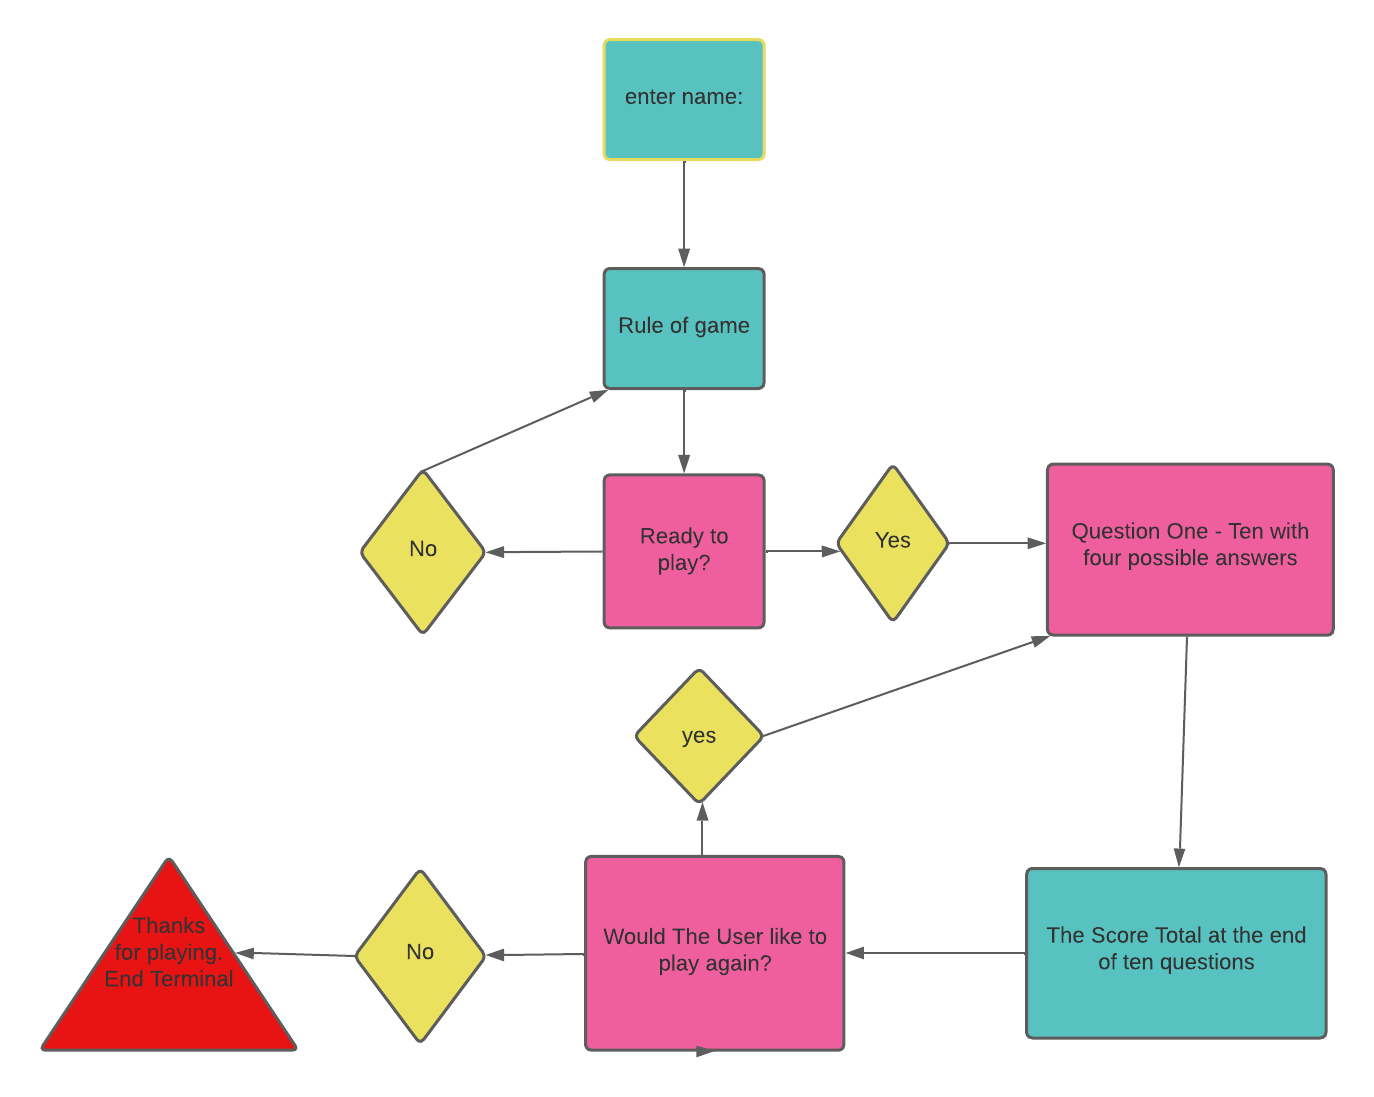 enter name:
Rule of game
No
Ready to
play?
Yes
Question One - Ten with
four possible answers
yes
Thanks
for playing.
End Terminal
No
Would The User like to
play again?
The Score Total at the end
of ten questions